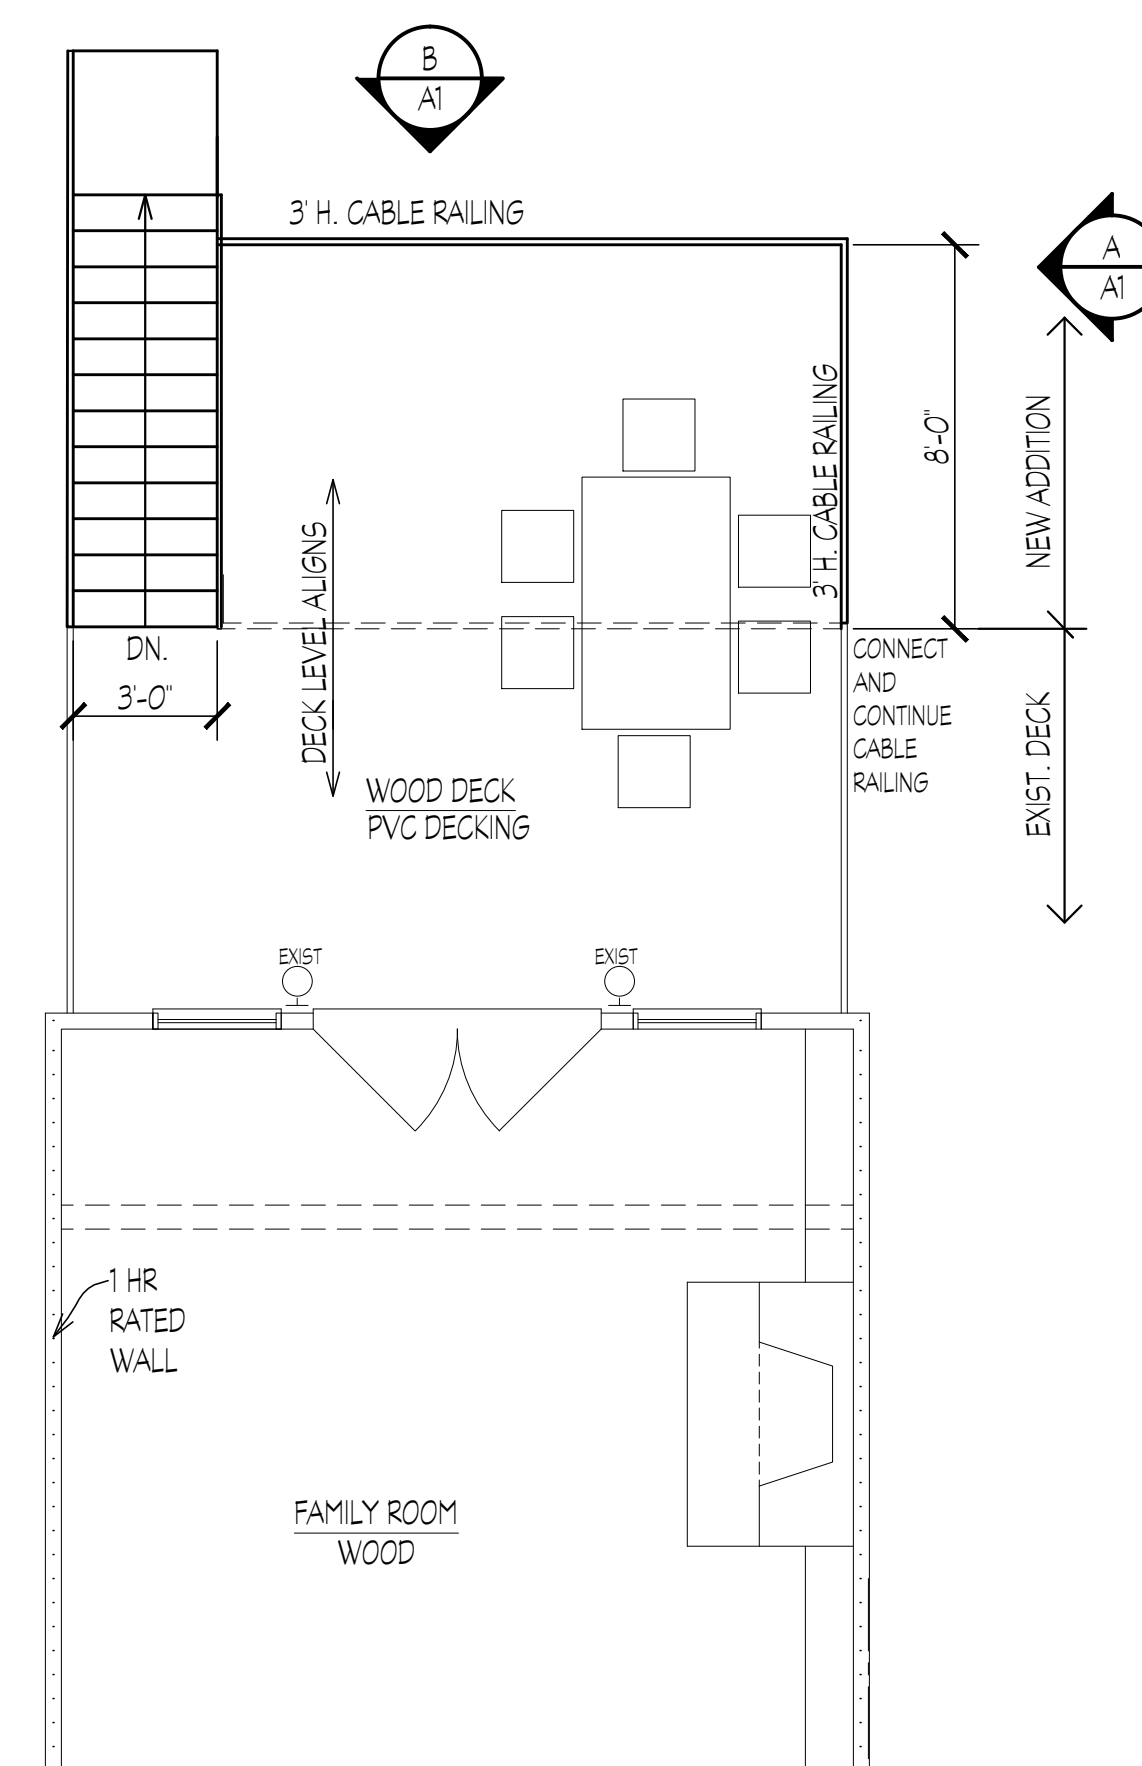 B
A1
3' H. CABLE RAILING
A
A1
3' H. CABLE RAILING
8'-0"
NEW ADDITION
DECK LEVEL ALIGNS
DN.
3'-0"
CONNECT
AND
CONTINUE
CABLE
RAILING
EXIST. DECK
WOOD DECK
PVC DECKING
EXIST
EXIST
1 HR
RATED
WALL
FAMILY ROOM
WOOD